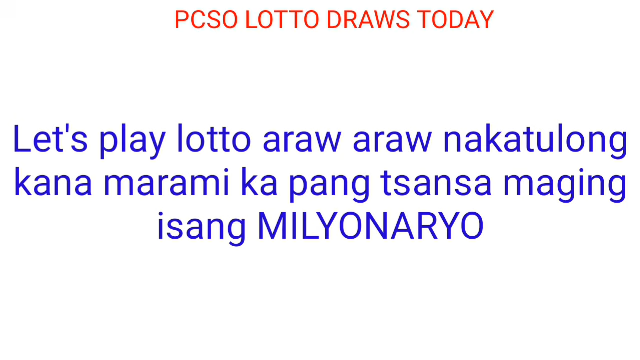 PCSO LOTTO DRAWS TODAY
Let's play lotto araw araw nakatulong
kana marami ka pang tsansa maging
isang MILYONARYO